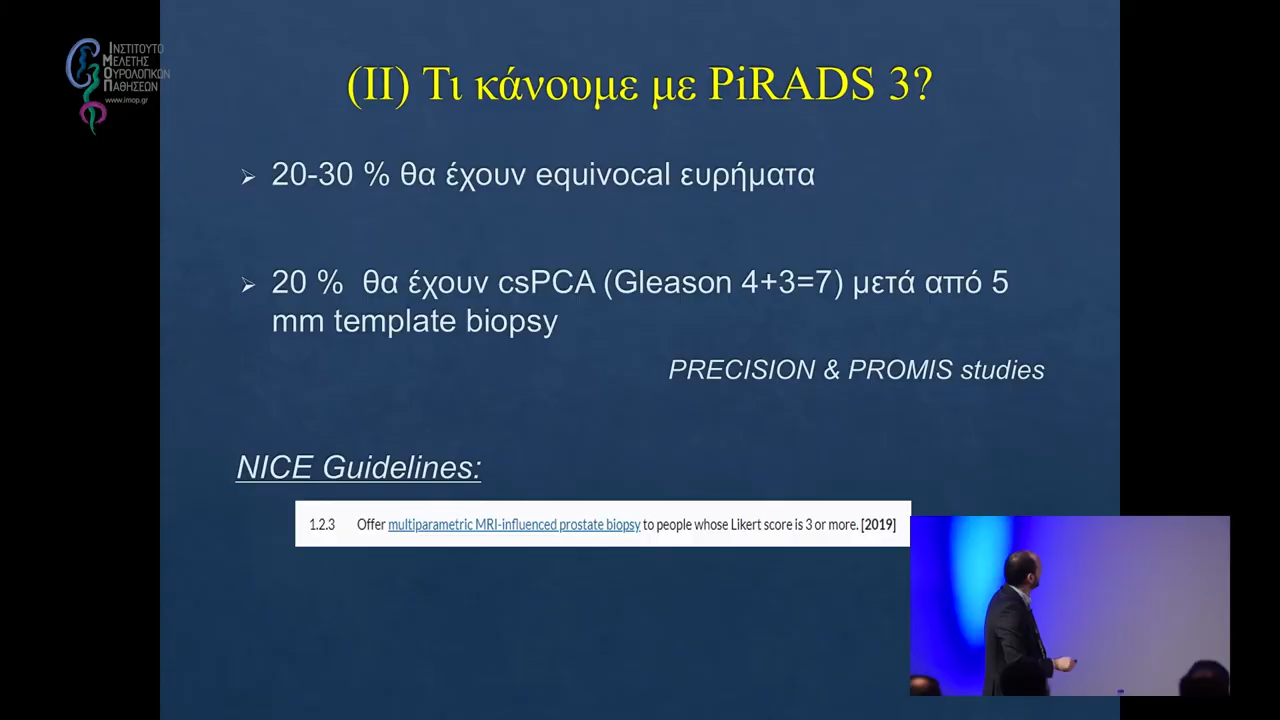 ΙΝΣΤΙΤΟΥΤΟ
ΜΕΛΕΤΗΣ
ΟΥΡΟΛΟΓΙΚΩΝ
ΠΑΘΗΣΕΩΝ
www.imop.gr
(II) Τι κάνουμε με PiRADS 3?
20-30 % θα έχουν equivocal ευρήματα
20 % θα έχουν csPCA (Gleason 4+3=7) μετά από 5
mm template biopsy
PRECISION & PROMIS studies
NICE Guidelines:
1.2.3 Offer multiparametric MRI-influenced prostate biopsy to people whose Likert score is 3 or more. [2019]